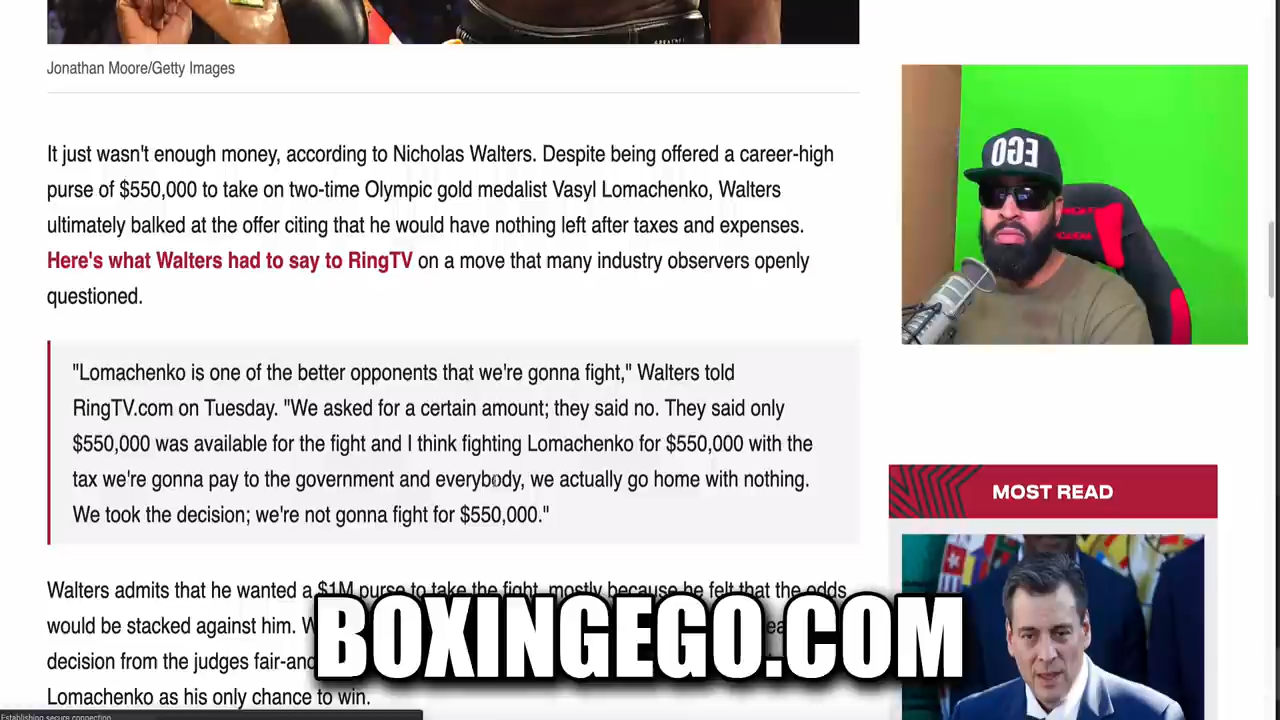 Jonathan Moore/Getty Images
It just wasn't enough money, according to Nicholas Walters. Despite being offered a career-high
purse of $550,000 to take on two-time Olympic gold medalist Vasyl Lomachenko, Walters
ultimately balked at the offer citing that he would have nothing left after taxes and expenses.
Here's what Walters had to say to RingTV on a move that many industry observers openly
questioned.
"Lomachenko is one of the better opponents that we're gonna fight," Walters told
RingTV.com on Tuesday. "We asked for a certain amount; they said no. They said only
$550,000 was available for the fight and I think fighting Lomachenko for $550,000 with the
tax we're gonna pay to the government and everybody, we actually go home with nothing.
We took the decision; we're not gonna fight for $550,000."
Walters admits that he wanted a $1M purse to take the fight, mostly because he felt that the odds
would be stacked against him.
decision from the judges
Lomachenko as his only chance to win.
BOXINGEGO.COM
EGO
MOST READ
Establishing secure connection